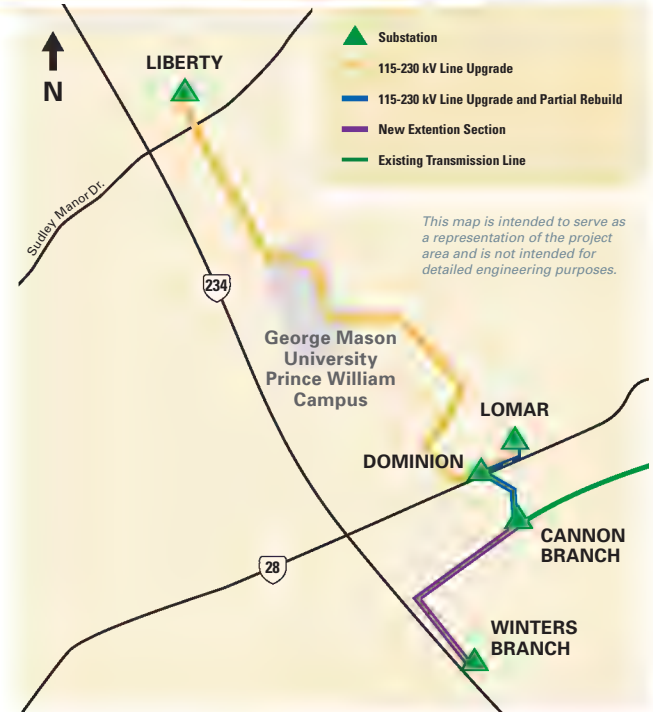 N
LIBERTY
Substation
115-230 kV Line Upgrade
115-230 kV Line Upgrade and Partial Rebuild
New Extention Section
Existing Transmission Line
Sudley Manor Dr.
This map is intended to serve as
a representation of the project
area and is not intended for
detailed engineering purposes.
234
George Mason
University
Prince William
Campus
LOMAR
DOMINION
CANNON
BRANCH
28
WINTERS
BRANCH